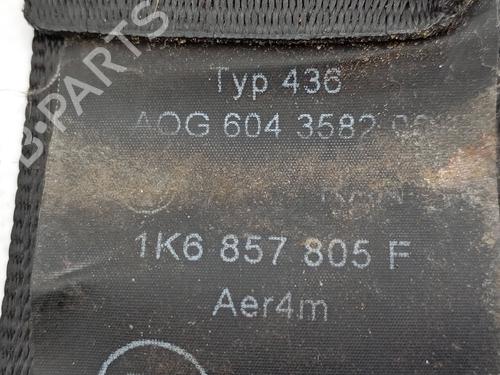 B-PARTS
Typ 436
AOG 604 3582
1K6 857 805 F
Aer4m